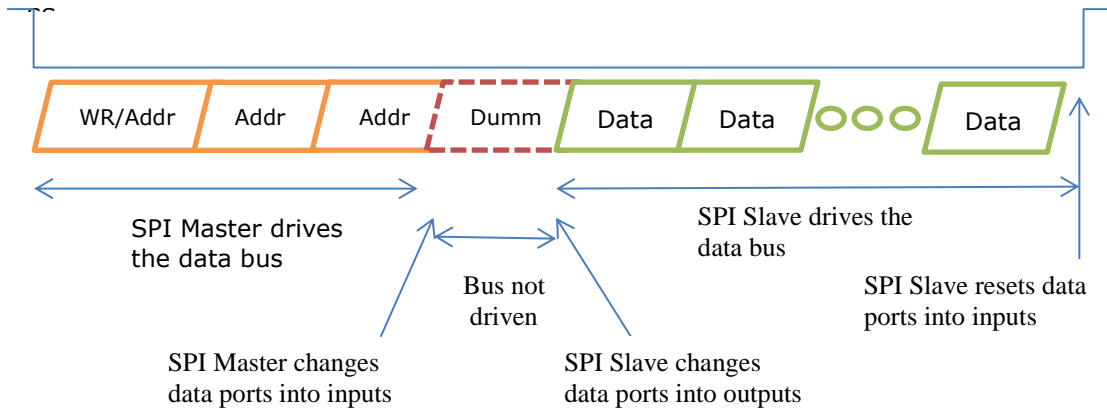 WR/Addr Addr Addr Dumm Data Data Data
SPI Master drives
the data bus
SPI Slave drives the
data bus
Bus not
driven
SPI Slave resets data
ports into inputs
SPI Master changes
data ports into inputs
SPI Slave changes
data ports into outputs